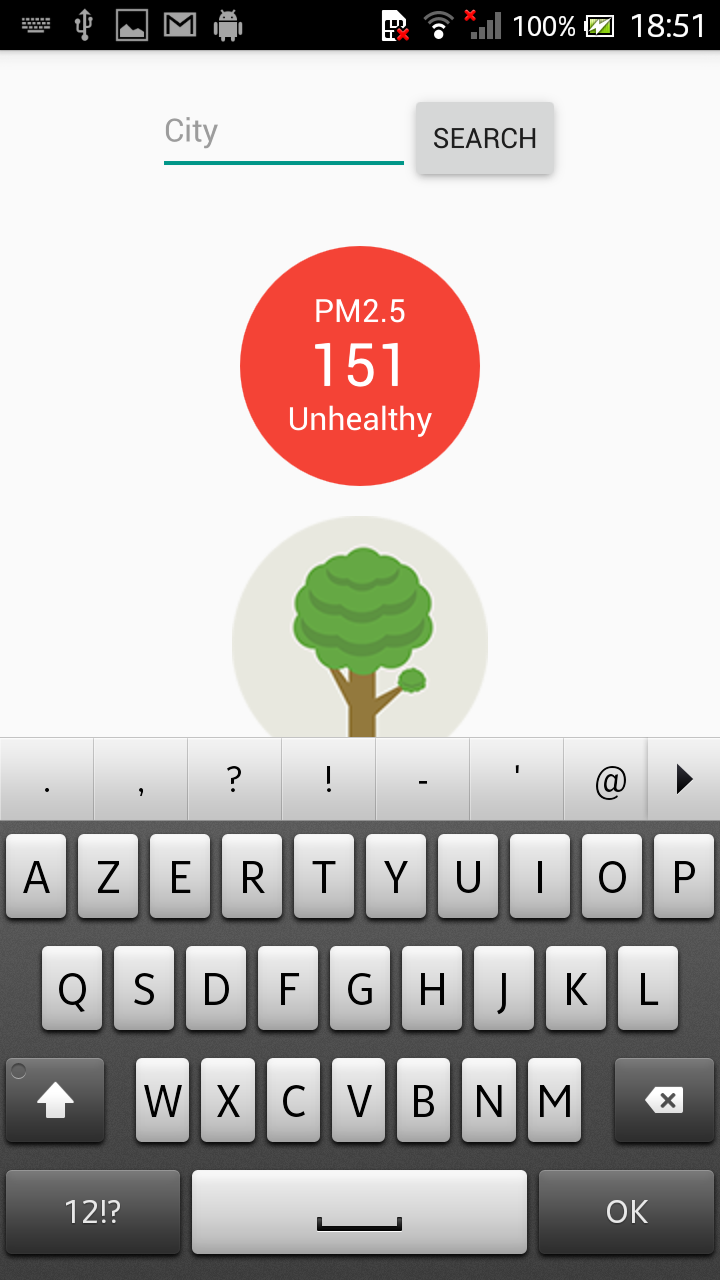 100% 18:51
City SEARCH
PM2.5
151
Unhealthy
. , ? ! - ' @
A Z E R T Y U I O P
Q S D F G H J K L
W X C V B N M
12!? OK